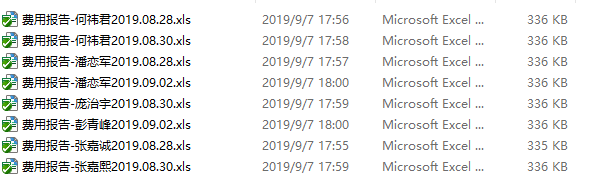 费用报告-何祎君2019.08.28.xls 2019/9/7 17:56 Microsoft Excel ... 336 KB
费用报告-何祎君2019.08.30.xls 2019/9/7 17:58 Microsoft Excel ... 336 KB
费用报告-潘恋军2019.08.28.xls 2019/9/7 17:57 Microsoft Excel ... 336 KB
费用报告-潘恋军2019.09.02.xls 2019/9/7 18:00 Microsoft Excel ... 336 KB
费用报告-庞治宇2019.08.30.xls 2019/9/7 17:59 Microsoft Excel ... 336 KB
费用报告-彭青峰2019.09.02.xls 2019/9/7 18:00 Microsoft Excel ... 336 KB
费用报告-张嘉诚2019.08.28.xls 2019/9/7 17:55 Microsoft Excel ... 335 KB
费用报告-张嘉熙2019.08.30.xls 2019/9/7 17:59 Microsoft Excel ... 336 KB